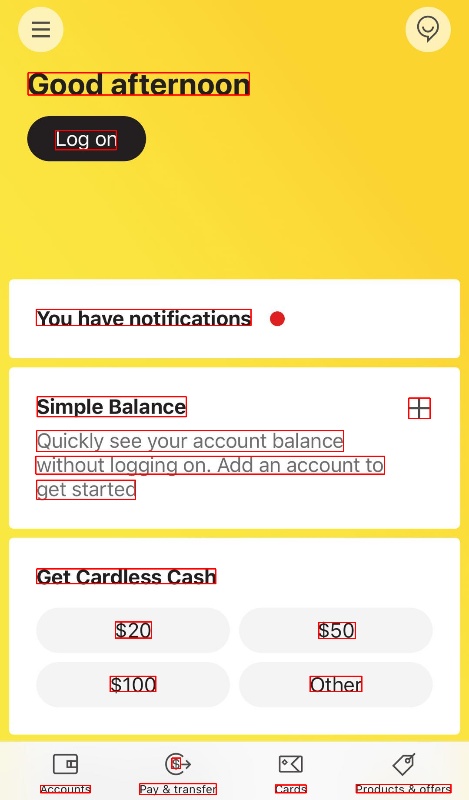 Good afternoon
Log on
You have notifications
Simple Balance
Quickly see your account balance
without logging on. Add an account to
get started
Get Cardless Cash
$20
$50
$100
Other
$
Accounts
Pay & transfer
Cards
Products & offers